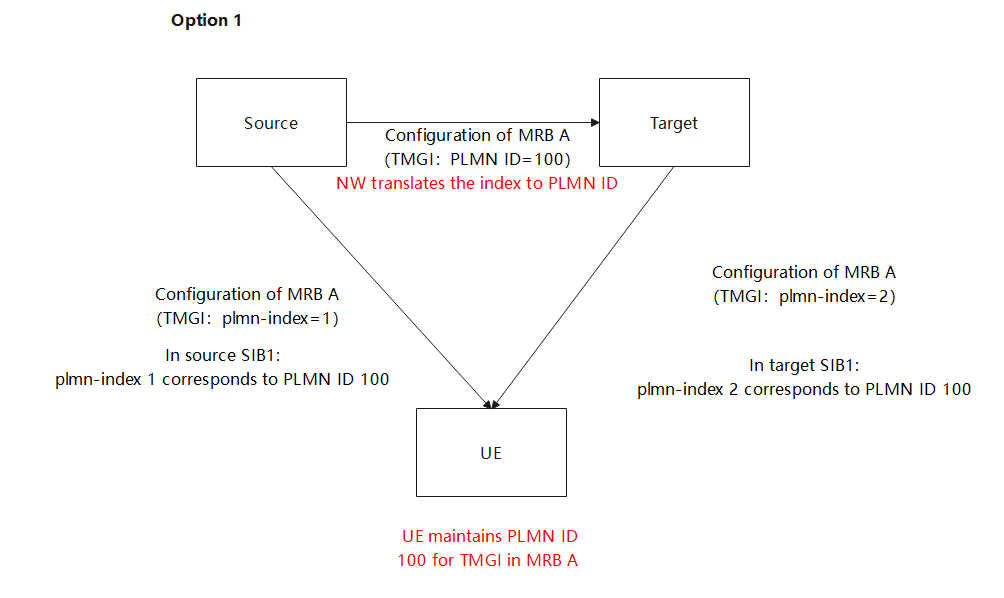 Option 1
Source
Target
Configuration of MRB A
(TMGI：PLMN ID=100)
NW translates the index to PLMN ID
Configuration of MRB A
(TMGI：plmn-index=2)
Configuration of MRB A
(TMGI：plmn-index=1)
In source SIB1:
plmn-index 1 corresponds to PLMN ID 100
In target SIB1:
plmn-index 2 corresponds to PLMN ID 100
UE
UE maintains PLMN ID
100 for TMGI in MRB A